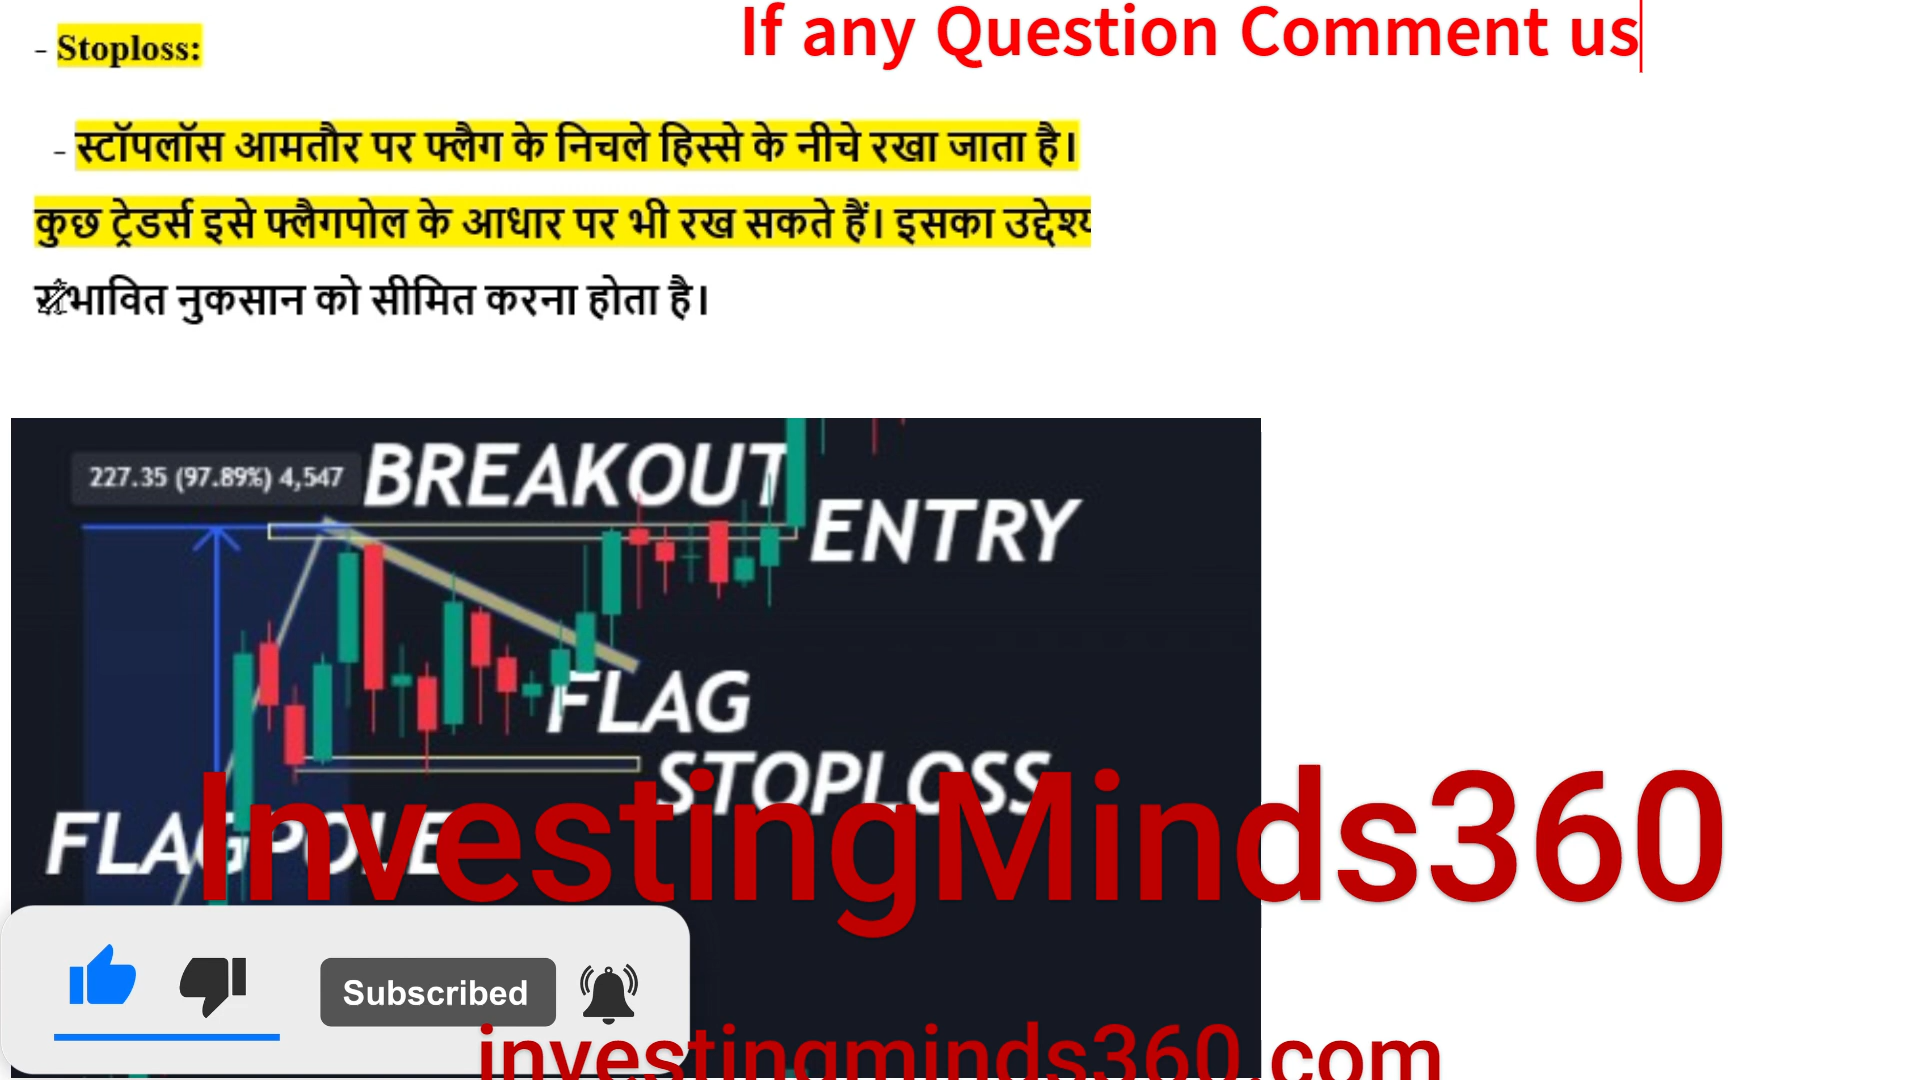 - Stoploss:
If any Question Comment us
- स्टॉपलॉस आमतौर पर फ्लैग के निचले हिस्से के नीचे रखा जाता है।
कुछ ट्रेडर्स इसे फ्लैगपोल के आधार पर भी रख सकते हैं। इसका उद्देश्य
संभावित नुकसान को सीमित करना होता है।
227.35 (97.89%) 4,547
BREAKOUT
ENTRY
FLAG
STOPLOSS
FLAGPOLE
InvestingMinds360
Subscribed
investingminds360.com